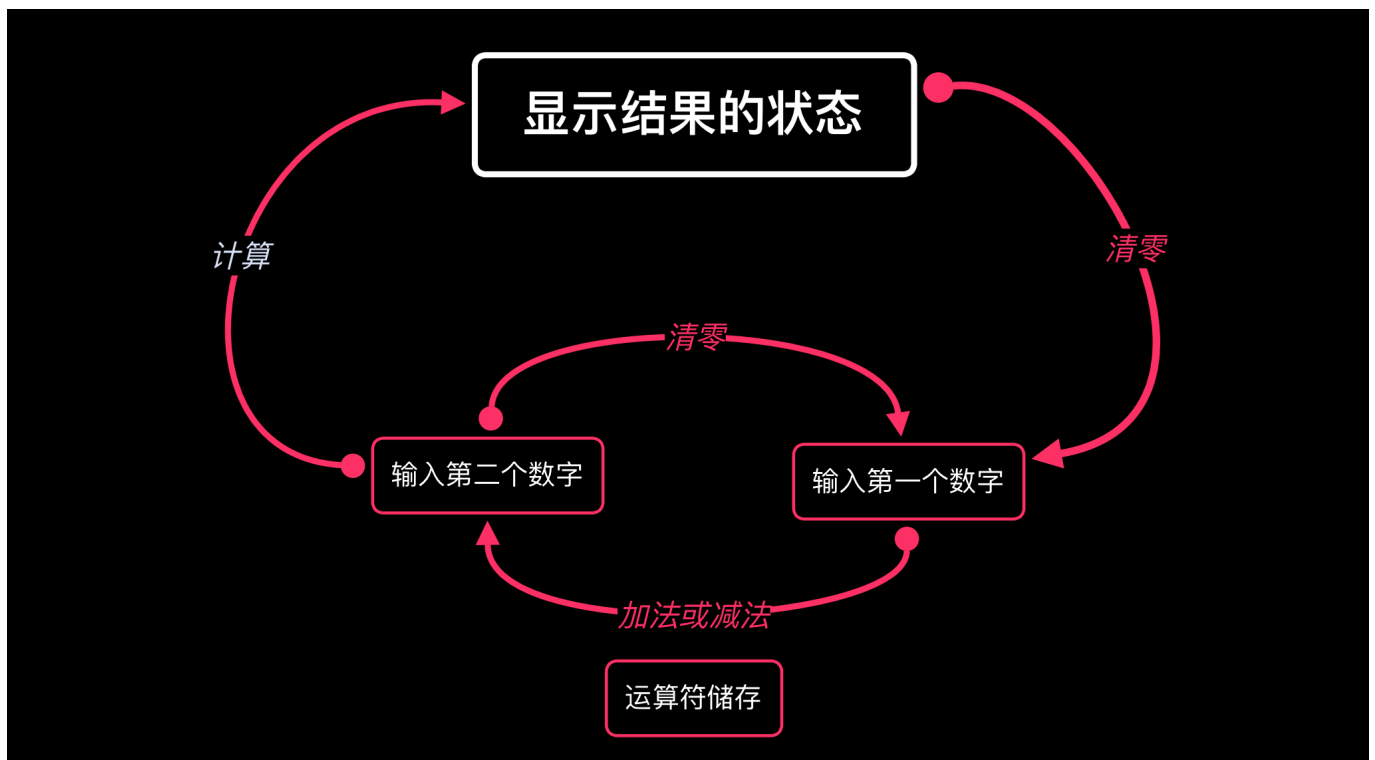 显示结果的状态
计算
清零
清零
输入第二个数字
输入第一个数字
加法或减法
运算符储存